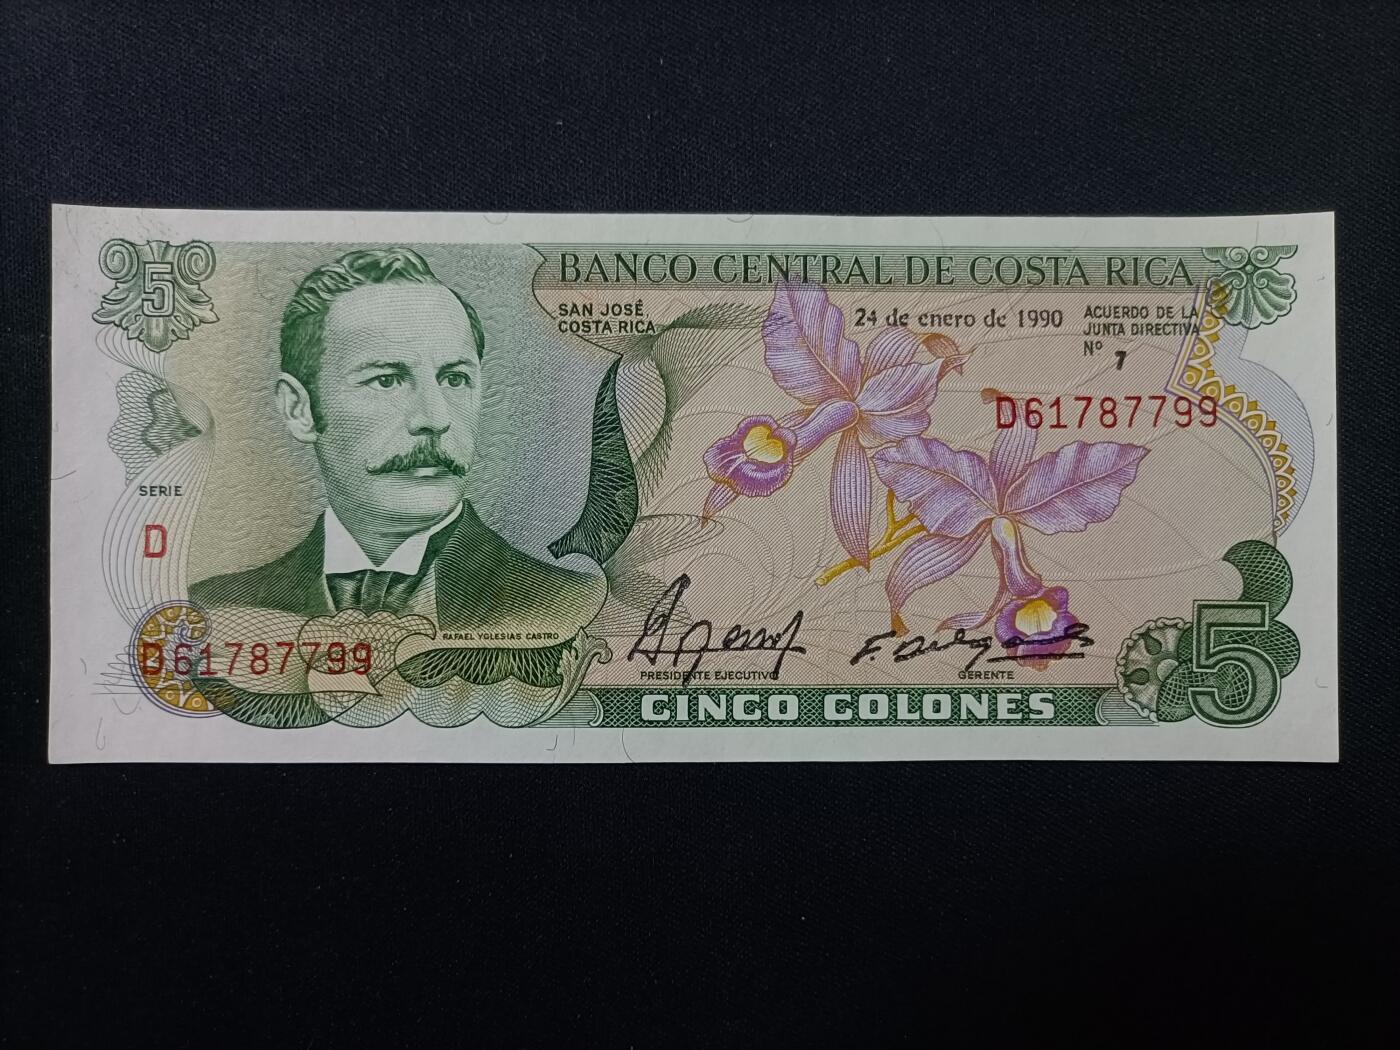 5
BANCO CENTRAL DE COSTA RICA
SAN JOSÉ,
COSTA RICA
24 de enero de 1990
ACUERDO DE LA
JUNTA DIRECTIVA
Nº 7
D61787799
SERIE
D
RAFAEL YGLESIAS CASTRO
D61787799
PRESIDENTE EJECUTIVO
GERENTE
CINCO COLONES
5